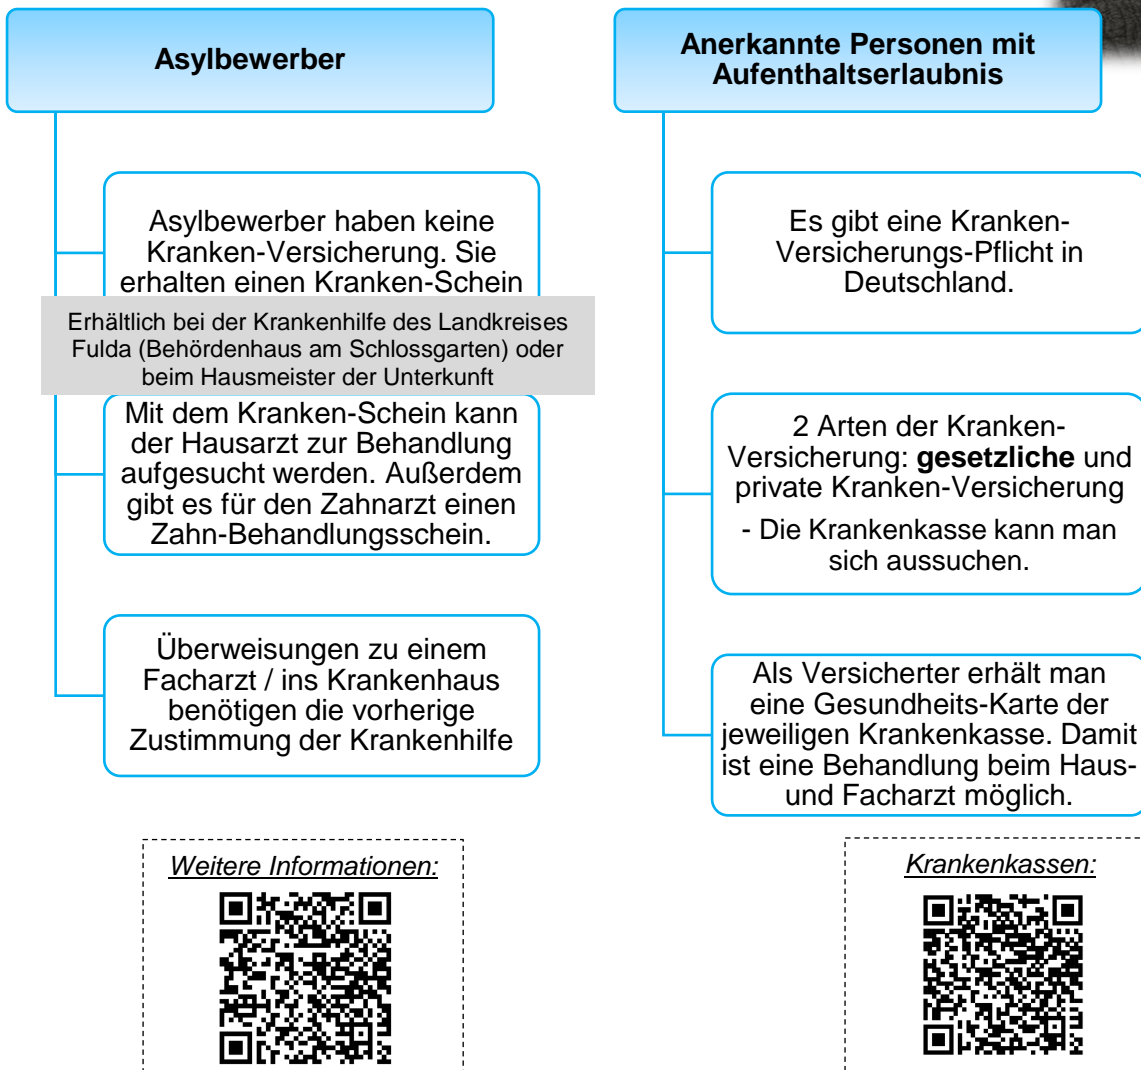 Asylbewerber
Asylbewerber haben keine
Kranken-Versicherung. Sie
erhalten einen Kranken-Schein
Erhältlich bei der Krankenhilfe des Landkreises
Fulda (Behördenhaus am Schlossgarten) oder
beim Hausmeister der Unterkunft
Mit dem Kranken-Schein kann
der Hausarzt zur Behandlung
aufgesucht werden. Außerdem
gibt es für den Zahnarzt einen
Zahn-Behandlungsschein.
Überweisungen zu einem
Facharzt / ins Krankenhaus
benötigen die vorherige
Zustimmung der Krankenhilfe
Weitere Informationen:
Anerkannte Personen mit
Aufenthaltserlaubnis
Es gibt eine Kranken-
Versicherungs-Pflicht in
Deutschland.
2 Arten der Kranken-
Versicherung: gesetzliche und
private Kranken-Versicherung
- Die Krankenkasse kann man
sich aussuchen.
Als Versicherter erhält man
eine Gesundheits-Karte der
jeweiligen Krankenkasse. Damit
ist eine Behandlung beim Haus-
und Facharzt möglich.
Krankenkassen: